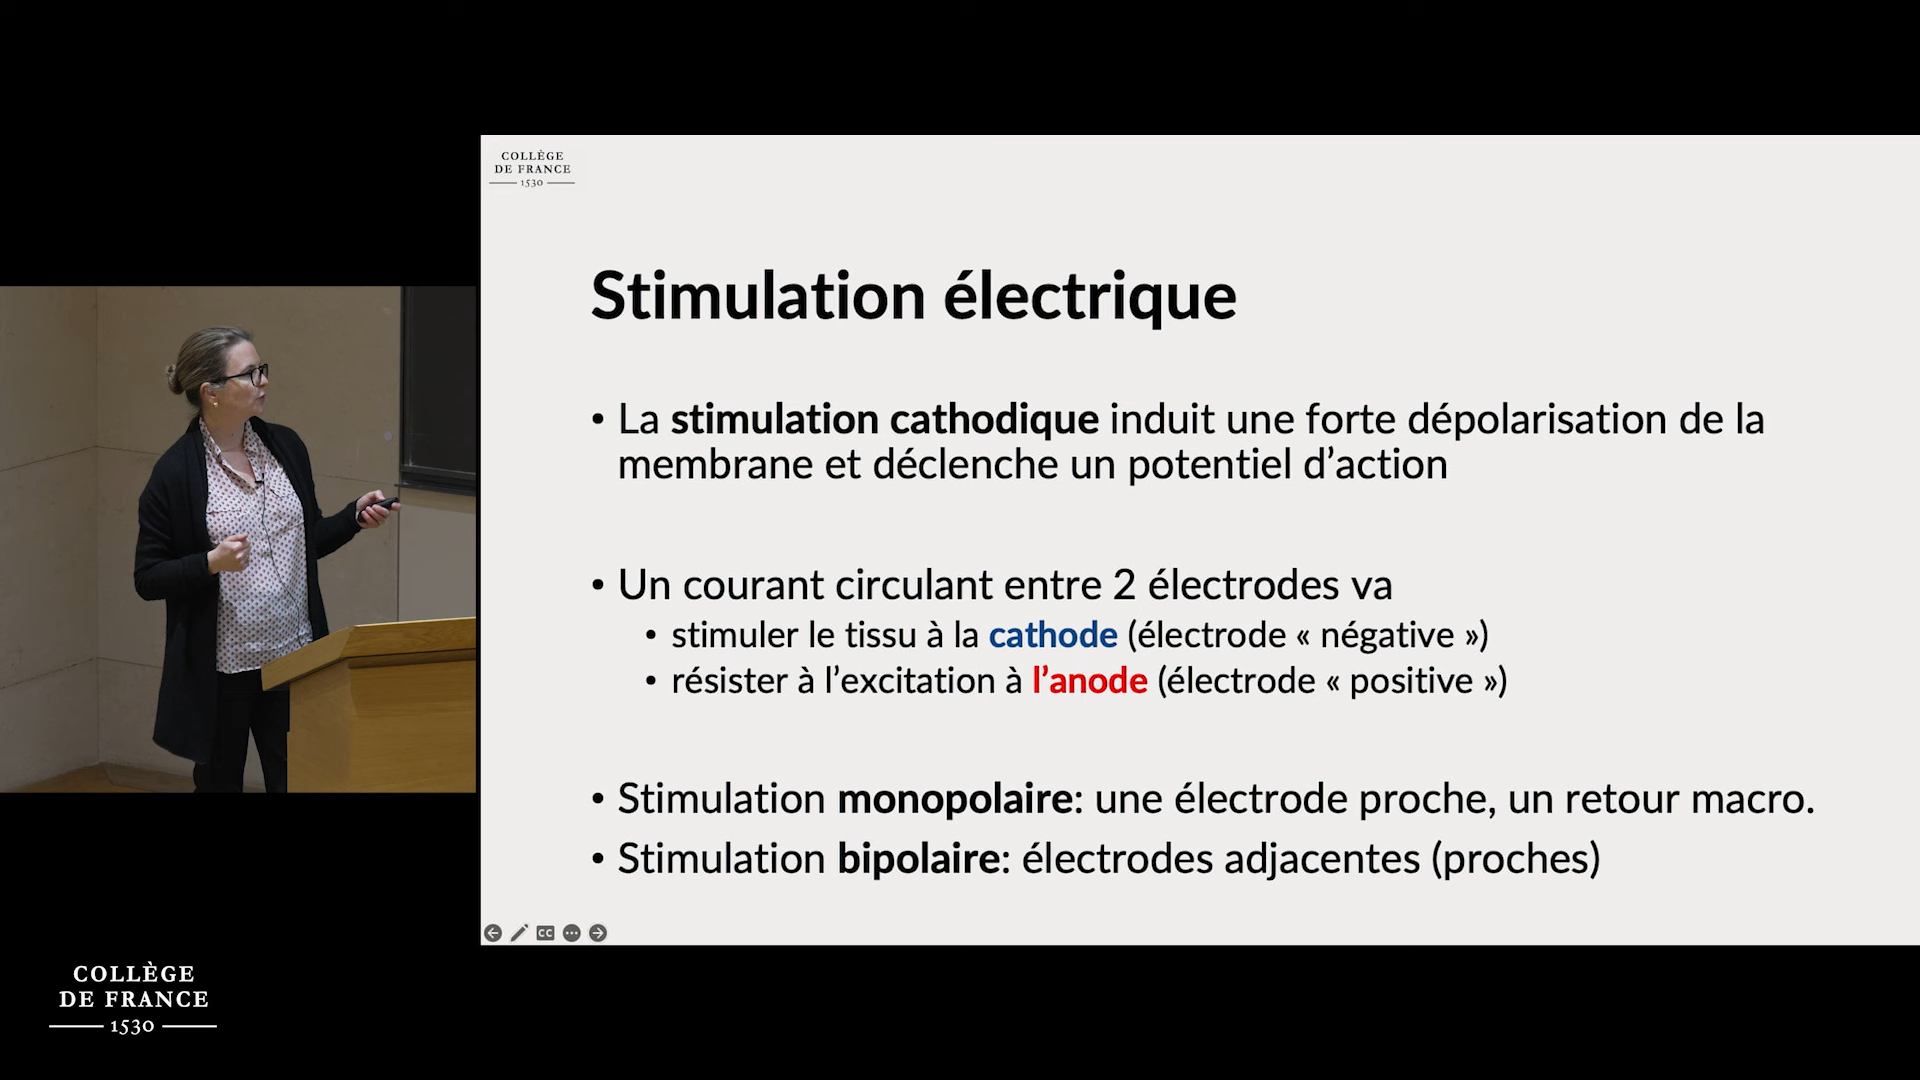 COLLÈGE
DE FRANCE
1530
Stimulation électrique
• La stimulation cathodique induit une forte dépolarisation de la
membrane et déclenche un potentiel d’action
• Un courant circulant entre 2 électrodes va
• stimuler le tissu à la cathode (électrode « négative »)
• résister à l’excitation à l’anode (électrode « positive »)
• Stimulation monopolaire: une électrode proche, un retour macro.
• Stimulation bipolaire: électrodes adjacentes (proches)
CC
COLLÈGE
DE FRANCE
1530